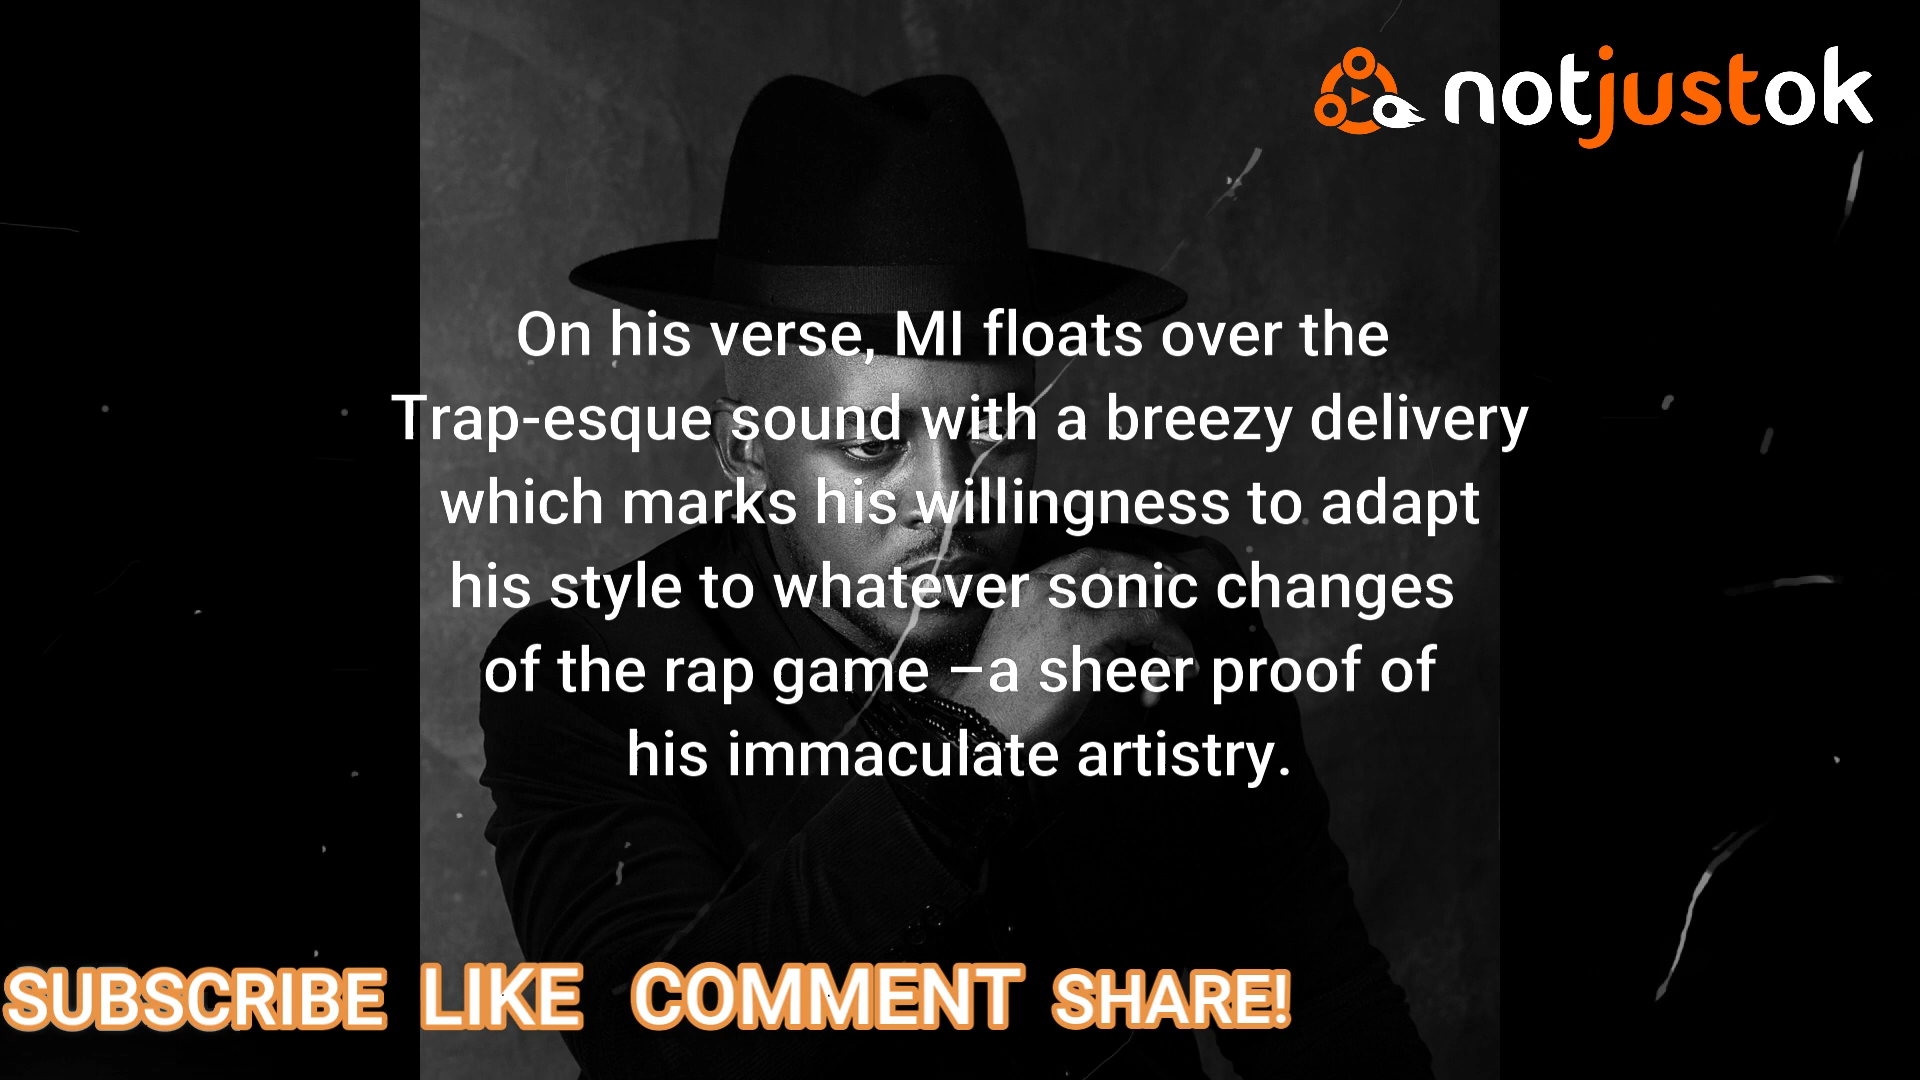 notjustok
On his verse, MI floats over the
Trap-esque sound with a breezy delivery
which marks his willingness to adapt
his style to whatever sonic changes
of the rap game –a sheer proof of
his immaculate artistry.
SUBSCRIBE LIKE COMMENT SHARE!